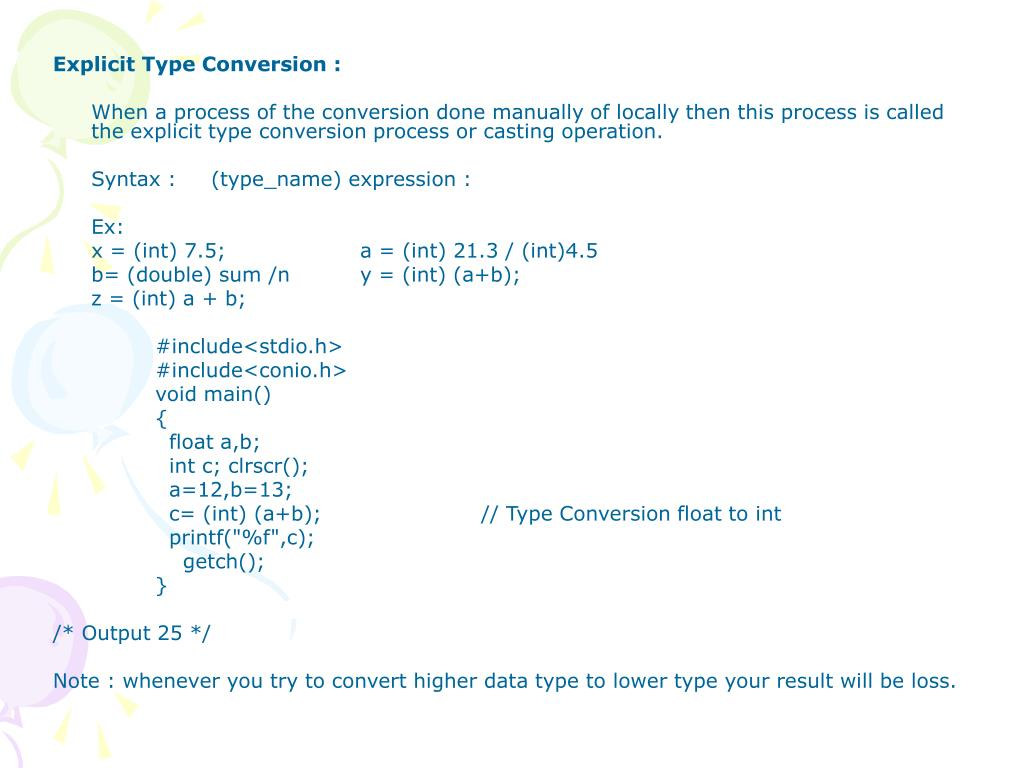 Explicit Type Conversion :
When a process of the conversion done manually of locally then this process is called
the explicit type conversion process or casting operation.
Syntax : (type_name) expression :
Ex:
x = (int) 7.5; a = (int) 21.3 / (int)4.5
b= (double) sum /n y = (int) (a+b);
z = (int) a + b;
#include<stdio.h>
#include<conio.h>
void main()
{
float a,b;
int c; clrscr();
a=12,b=13;
c= (int) (a+b); // Type Conversion float to int
printf("%f",c);
getch();
}
/* Output 25 */
Note : whenever you try to convert higher data type to lower type your result will be loss.